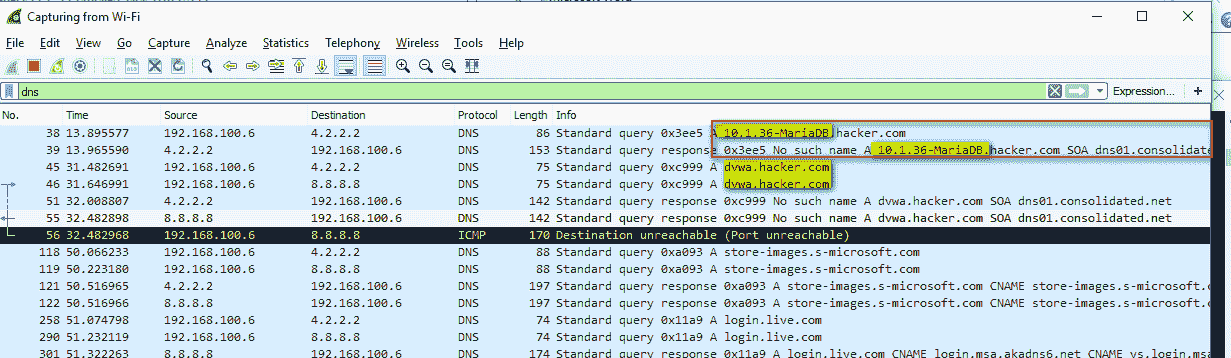 Capturing from Wi-Fi
File Edit View Go Capture Analyze Statistics Telephony Wireless Tools Help
dns Expression... +
No. Time Source Destination Protocol Length Info
38 13.895577 192.168.100.6 4.2.2.2 DNS 86 Standard query 0x3ee5 A 10.1.36-MariaDB.hacker.com
39 13.965590 4.2.2.2 192.168.100.6 DNS 153 Standard query response 0x3ee5 No such name A 10.1.36-MariaDB.hacker.com SOA dns01.consolidated
45 31.482691 192.168.100.6 4.2.2.2 DNS 75 Standard query 0xc999 A dvwa.hacker.com
46 31.646991 192.168.100.6 8.8.8.8 DNS 75 Standard query 0xc999 A dvwa.hacker.com
51 32.008807 4.2.2.2 192.168.100.6 DNS 142 Standard query response 0xc999 No such name A dvwa.hacker.com SOA dns01.consolidated.net
55 32.482898 8.8.8.8 192.168.100.6 DNS 142 Standard query response 0xc999 No such name A dvwa.hacker.com SOA dns01.consolidated.net
56 32.482968 192.168.100.6 8.8.8.8 ICMP 170 Destination unreachable (Port unreachable)
118 50.066233 192.168.100.6 4.2.2.2 DNS 88 Standard query 0xa093 A store-images.s-microsoft.com
119 50.223180 192.168.100.6 8.8.8.8 DNS 88 Standard query 0xa093 A store-images.s-microsoft.com
121 50.516965 4.2.2.2 192.168.100.6 DNS 197 Standard query response 0xa093 A store-images.s-microsoft.com CNAME store-images.s-microsoft.c
122 50.516966 8.8.8.8 192.168.100.6 DNS 197 Standard query response 0xa093 A store-images.s-microsoft.com CNAME store-images.s-microsoft.c
258 51.074798 192.168.100.6 4.2.2.2 DNS 74 Standard query 0x11a9 A login.live.com
290 51.232119 192.168.100.6 8.8.8.8 DNS 74 Standard query 0x11a9 A login.live.com
301 51.322263 8.8.8.8 192.168.100.6 DNS 174 Standard query response 0x11a9 A login.live.com CNAME login.msa.akadns6.net CNAME vs.login.ms